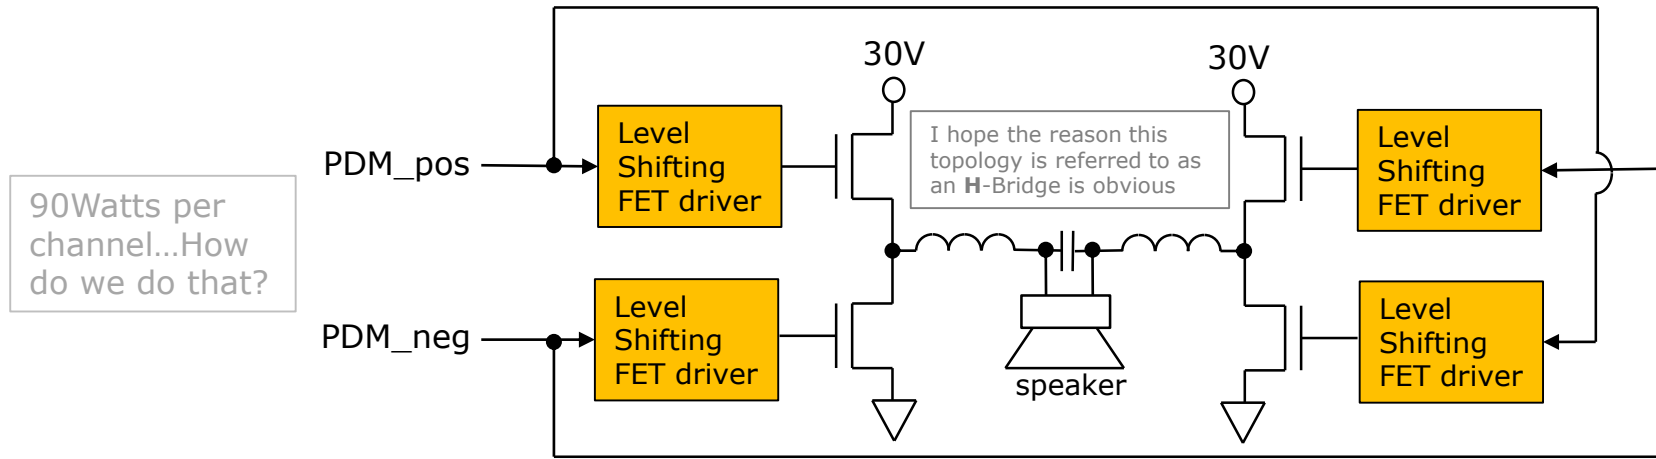 30V
30V
Level
Shifting
FET driver
I hope the reason this
topology is referred to as
an H-Bridge is obvious
Level
Shifting
FET driver
PDM_pos
90Watts per
channel...How
do we do that?
Level
Shifting
FET driver
Level
Shifting
FET driver
PDM_neg
speaker